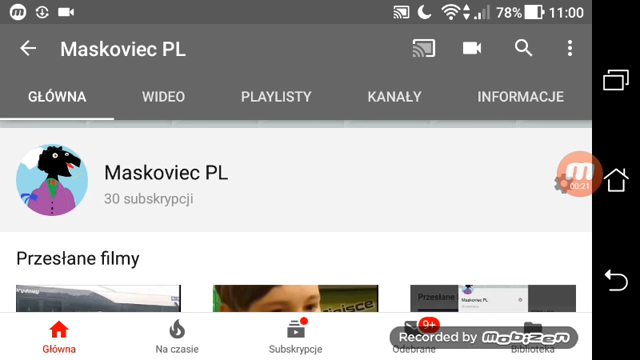 78% 11:00
Maskoviec PL
GŁÓWNA WIDEO PLAYLISTY KANAŁY INFORMACJE
Maskoviec PL
30 subskrypcji
00:21
Przesłane filmy
Maskoviec PL
9+
Recorded by Mobizen
Główna Na czasie Subskrypcje Odebrane Biblioteka